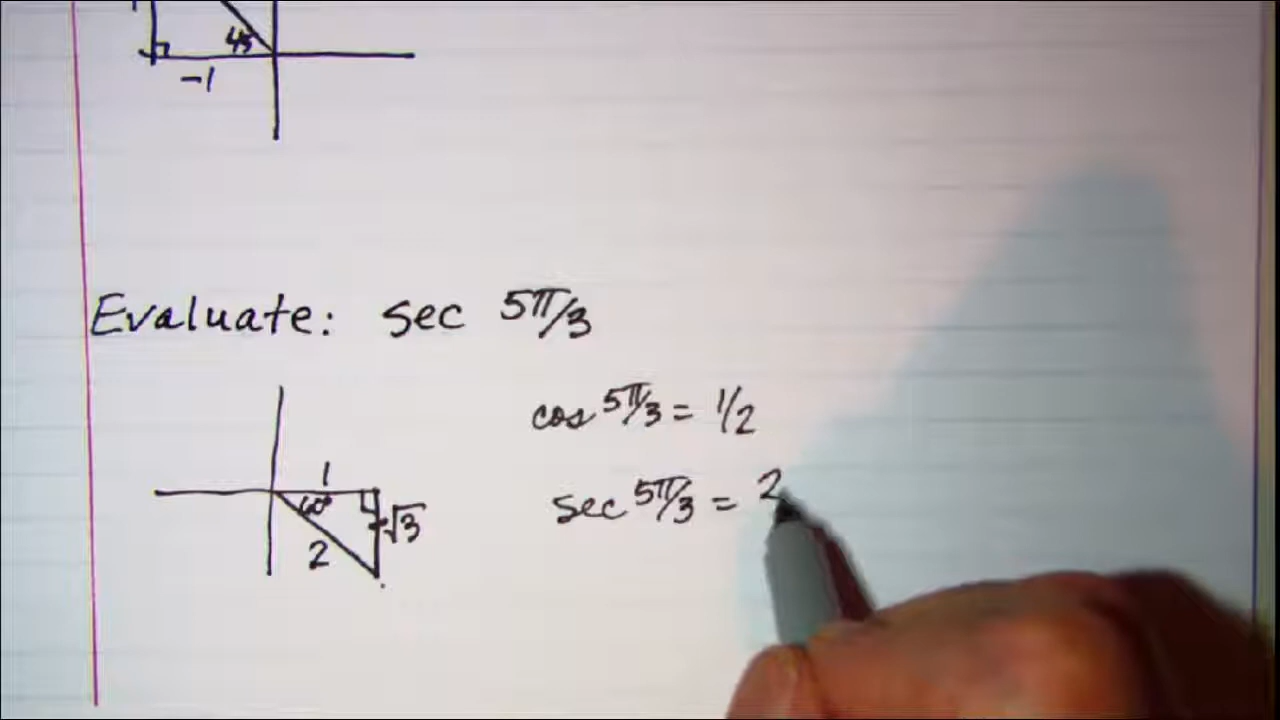 45
-1
Evaluate: sec 5π/3
cos 5π/3 = 1/2
1
60°
sec 5π/3 = 2
-√3
2